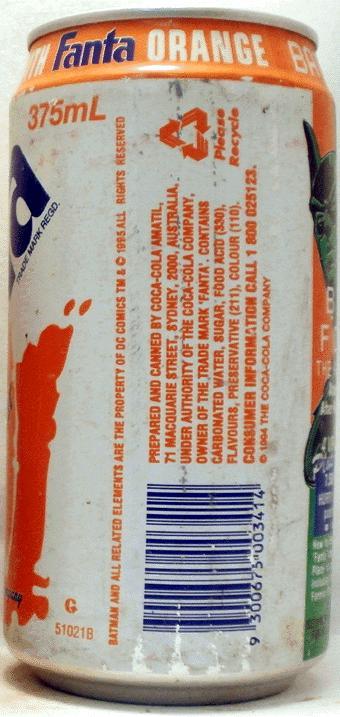 Fanta ORANGE
375mL
TRADE MARK REGD.
Please
Recycle
BATMAN AND ALL RELATED ELEMENTS ARE THE PROPERTY OF DC COMICS TM & © 1995 ALL RIGHTS RESERVED
PREPARED AND CANNED BY COCA-COLA AMATIL,
71 MACQUARIE STREET, SYDNEY, 2000, AUSTRALIA,
UNDER AUTHORITY OF THE COCA-COLA COMPANY,
OWNER OF THE TRADE MARK 'FANTA'. CONTAINS
CARBONATED WATER, SUGAR, FOOD ACID (330),
FLAVOURS, PRESERVATIVE (211), COLOUR (110).
CONSUMER INFORMATION CALL 1 800 025123.
© 1994 THE COCA-COLA COMPANY
G
51021B
9 300675 003414